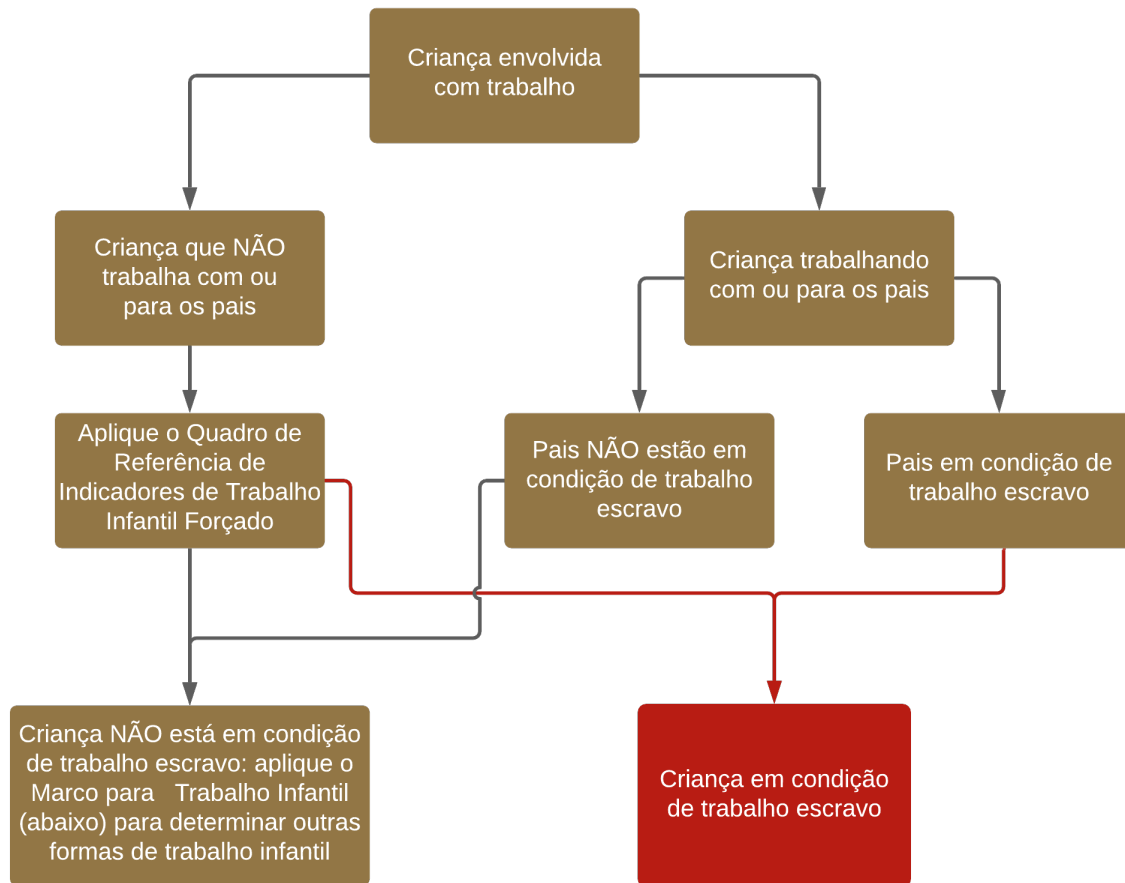 Criança envolvida
com trabalho
Criança que NÃO
trabalha com ou
para os pais
Criança trabalhando
com ou para os pais
Aplique o Quadro de
Referência de
Indicadores de Trabalho
Infantil Forçado
Pais NÃO estão em
condição de trabalho
escravo
Pais em condição de
trabalho escravo
Criança NÃO está em condição
de trabalho escravo: aplique o
Marco para Trabalho Infantil
(abaixo) para determinar outras
formas de trabalho infantil
Criança em condição
de trabalho escravo